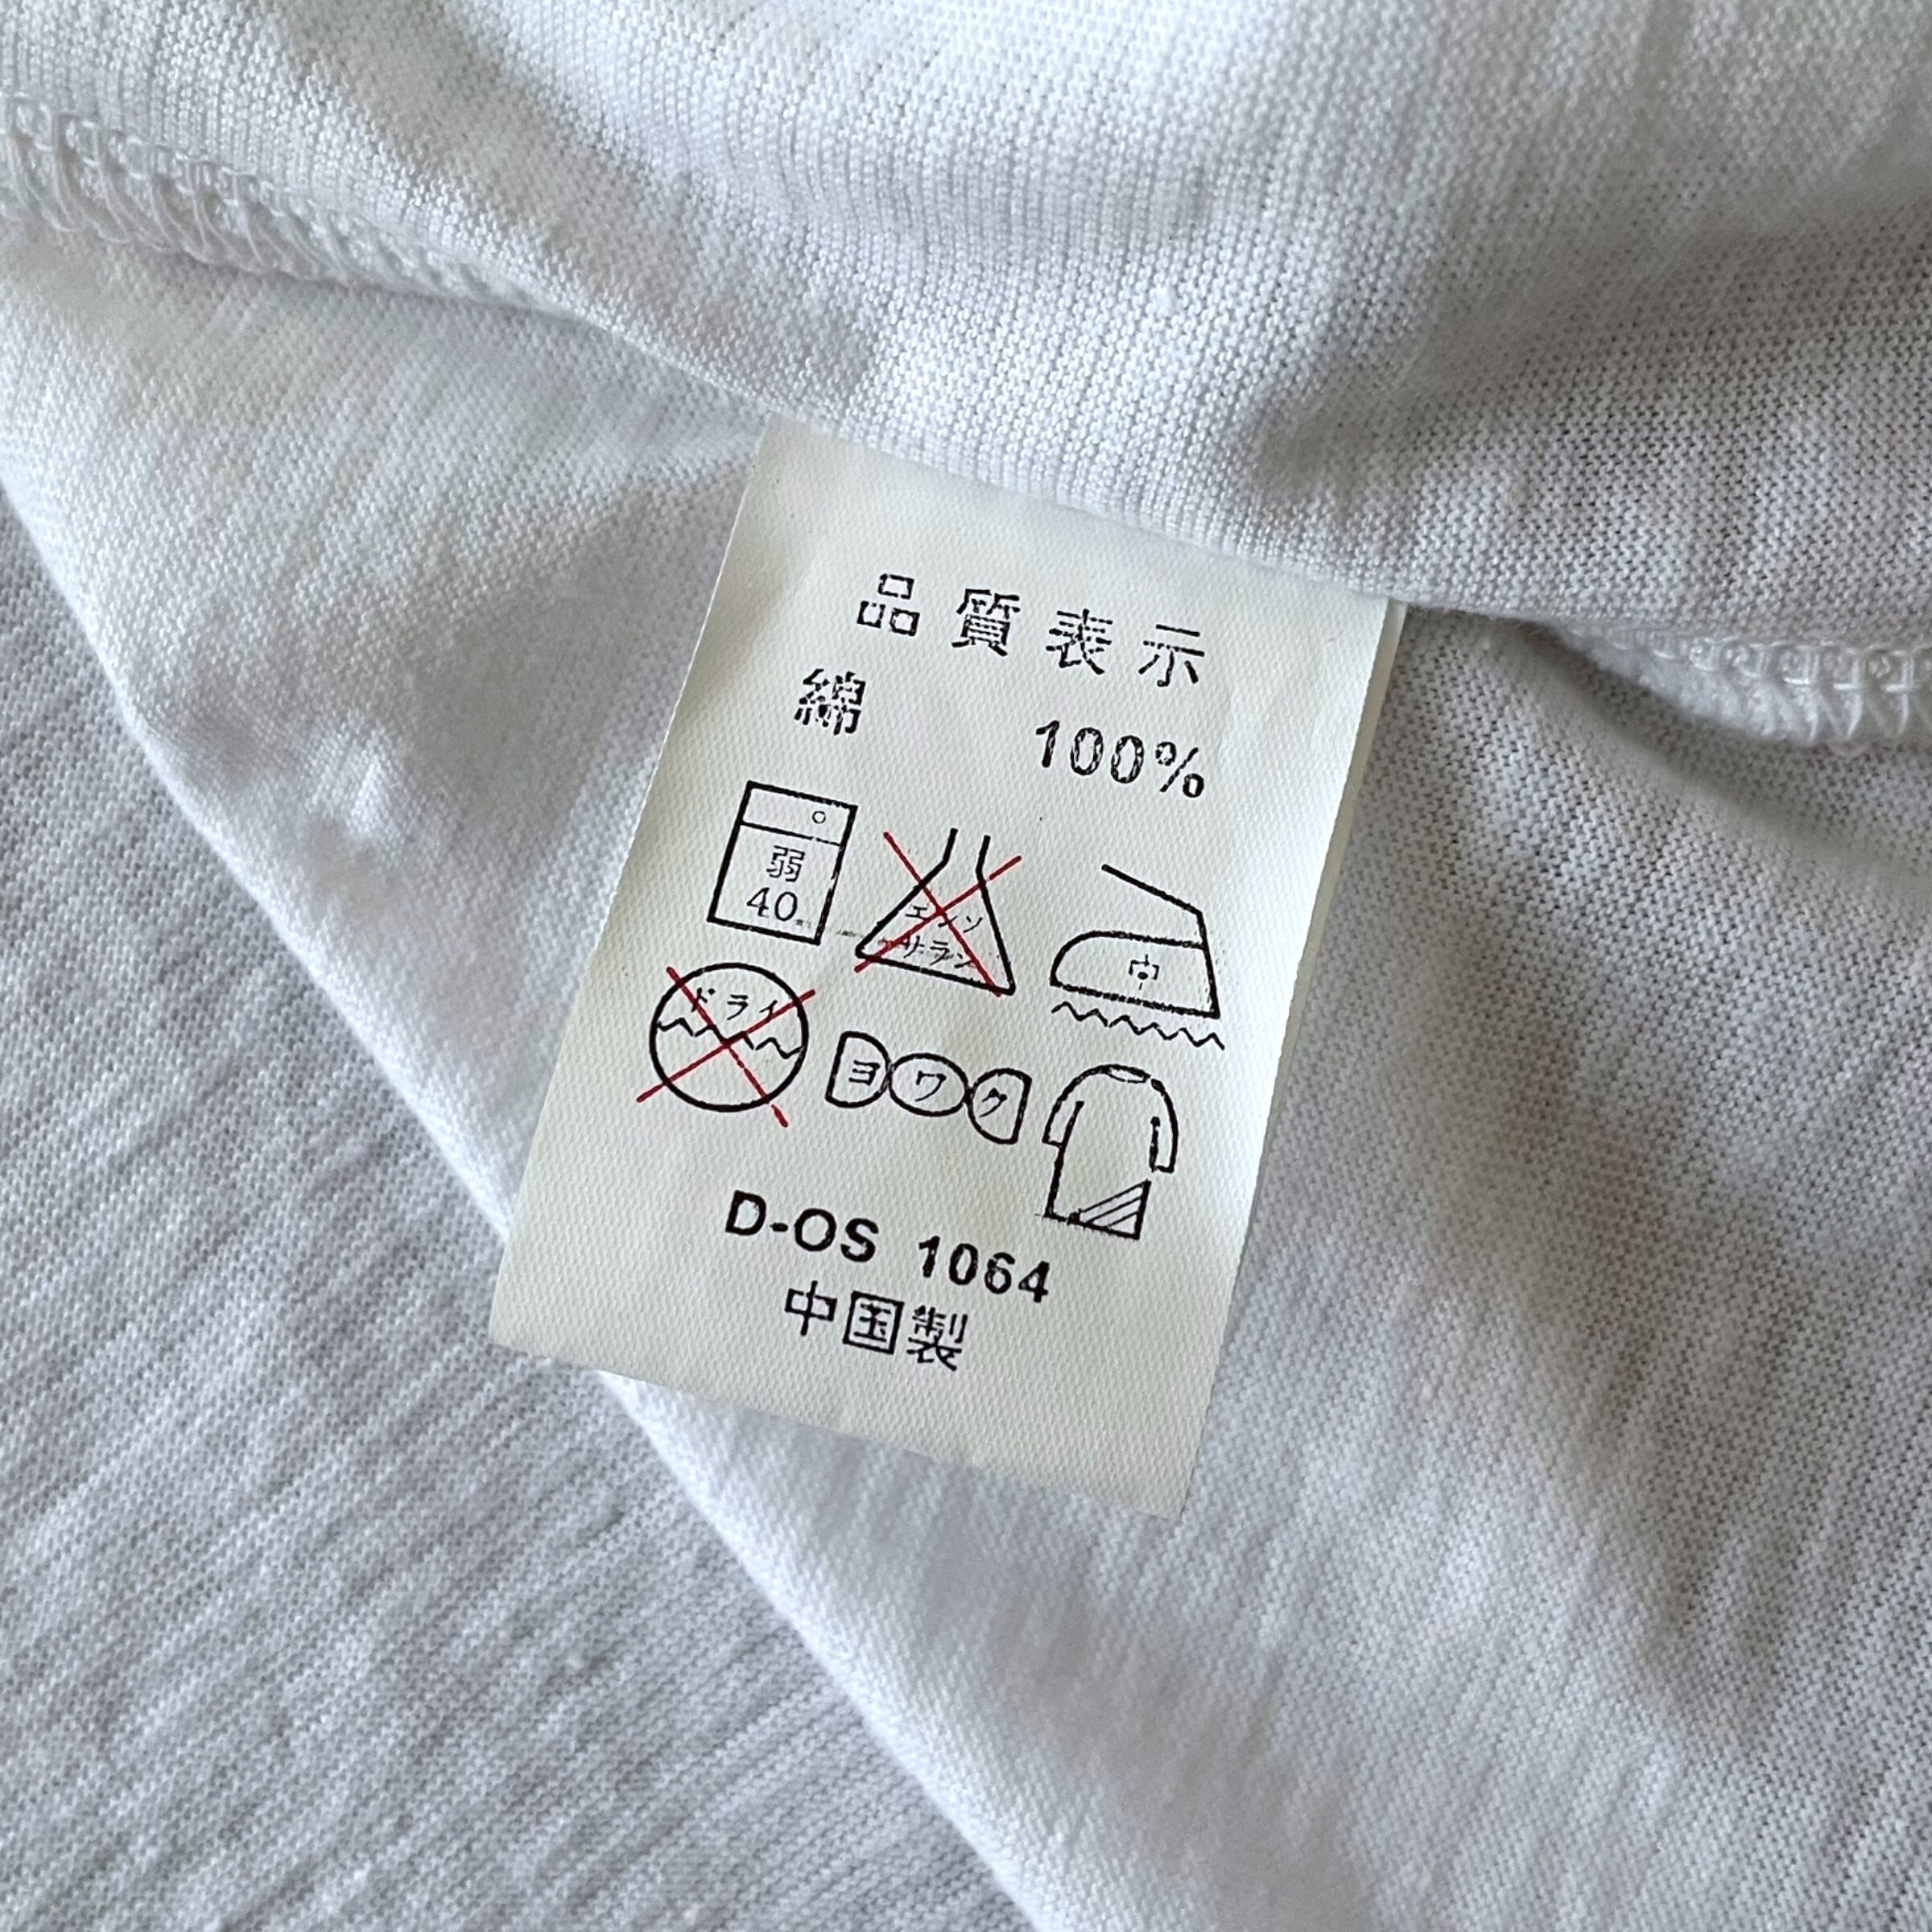 品質表示
綿 100%
弱
40
エンソ
サラシ
中
ドライ
ヨワク
D-OS 1064
中国製